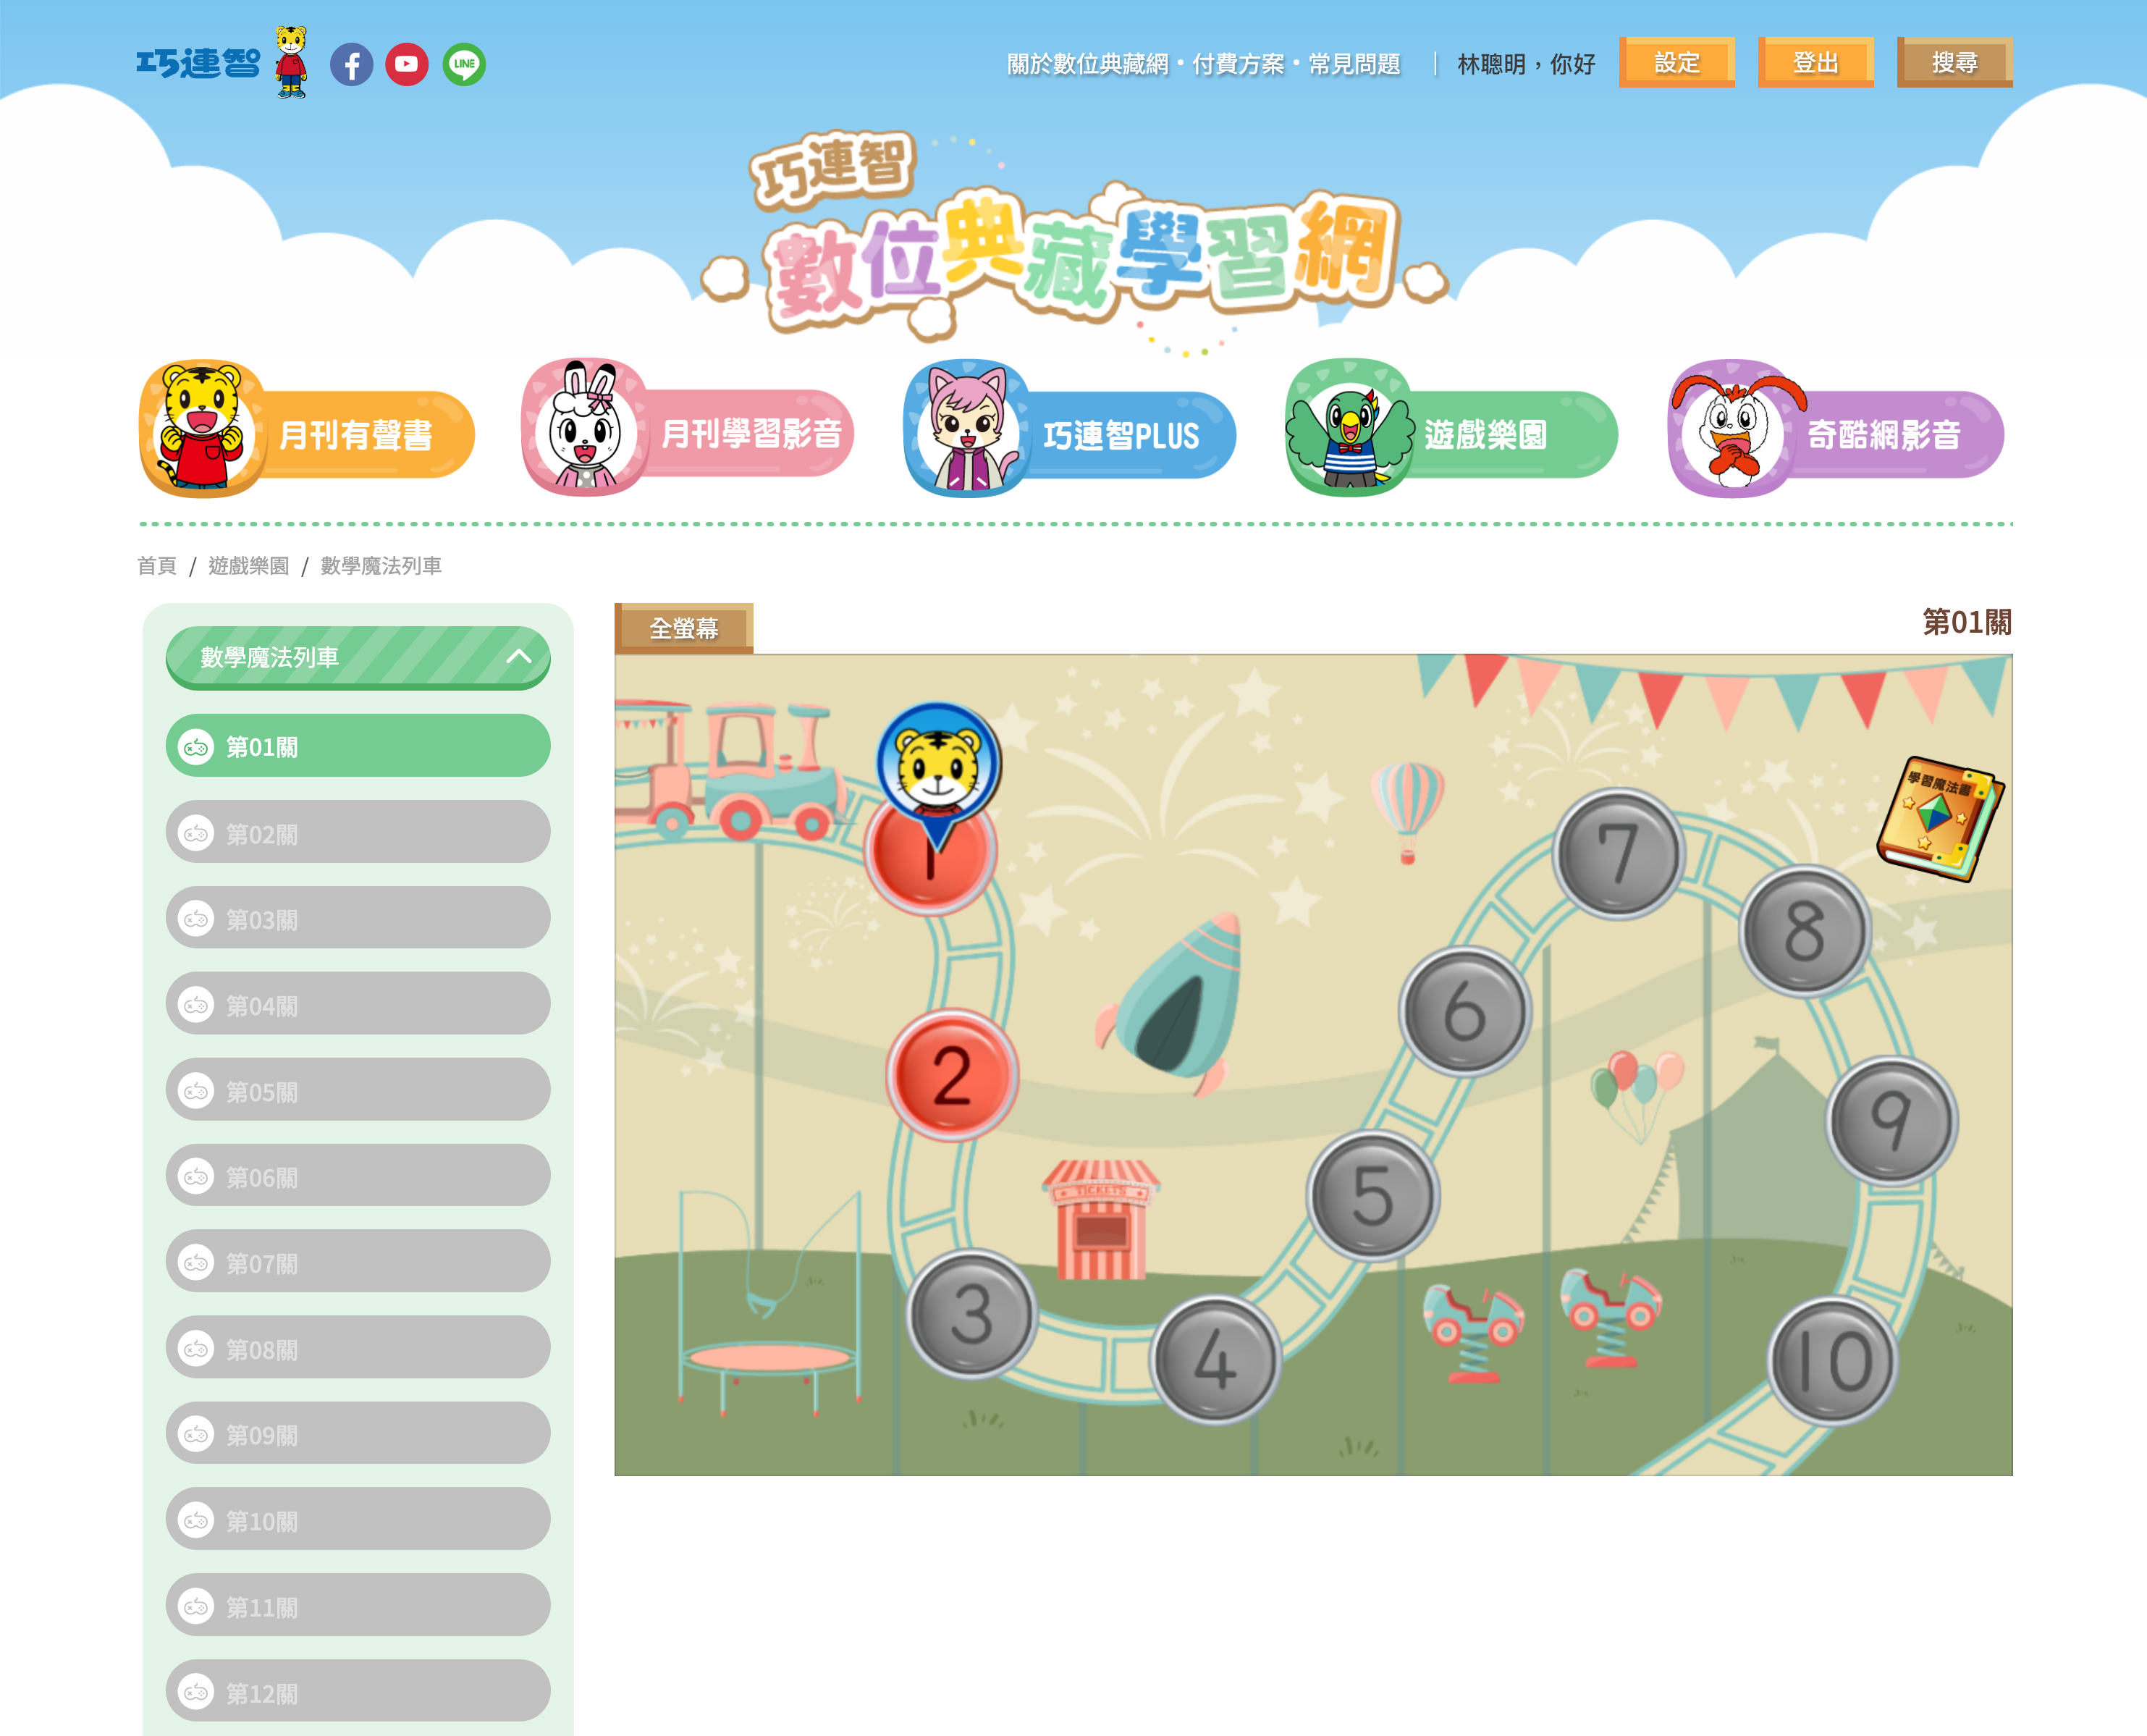 巧連智
LINE
關於數位典藏網・付費方案・常見問題
林聰明，你好
設定
登出
搜尋
巧連智
數位典藏學習網
月刊有聲書
月刊學習影音
巧連智PLUS
遊戲樂園
奇酷網影音
首頁 / 遊戲樂園 / 數學魔法列車
數學魔法列車
第01關
第02關
第03關
第04關
第05關
第06關
第07關
第08關
第09關
第10關
第11關
第12關
全螢幕
第01關
學習魔法書
1
2
3
4
5
6
7
8
9
10
TICKETS